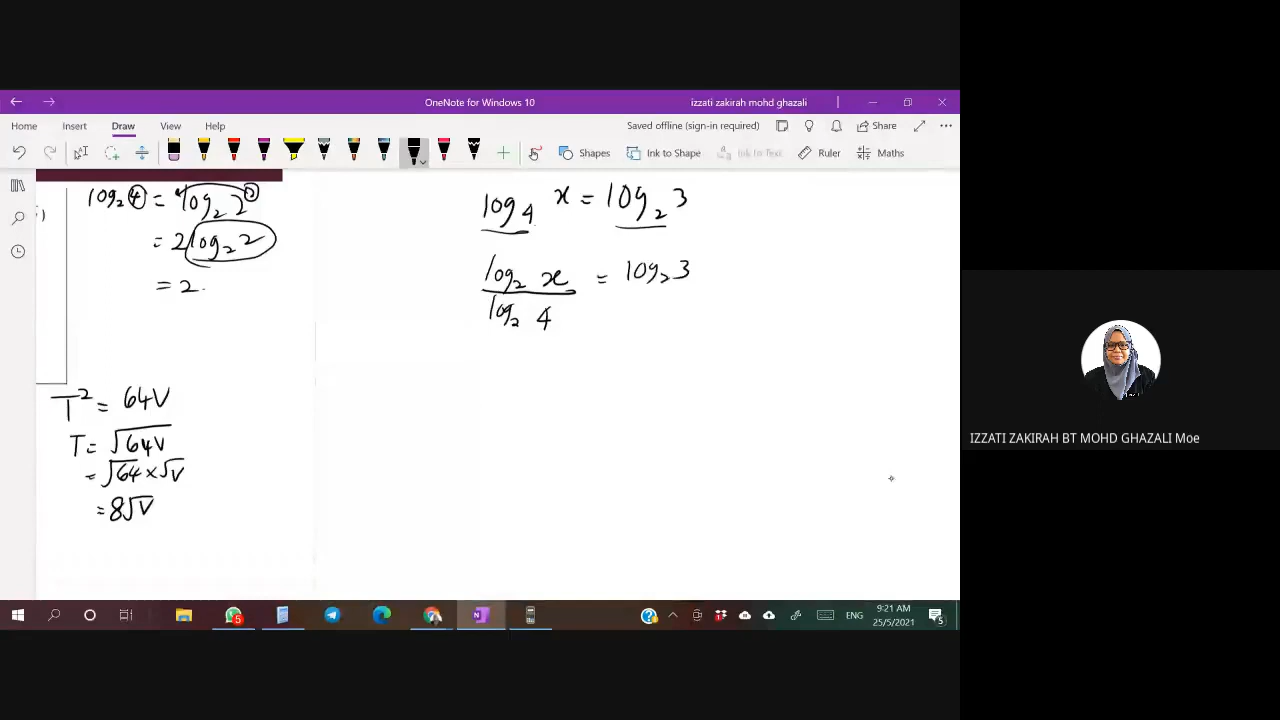 OneNote for Windows 10
izzati zakirah mohd ghazali
Home Insert Draw View Help
Saved offline (sign-in required) Share
Shapes Ink to Shape Ink to Text Ruler Maths
log₂ 4 = log₂ 2²
= 2 log₂ 2
= 2.
T² = 64V
T = √64V
= √64 × √V
= 8√V
log₄ x = log₂ 3
log₂ x / log₂ 4 = log₂ 3
IZZATI ZAKIRAH BT MOHD GHAZALI Moe
5
ENG
9:21 AM
25/5/2021
5